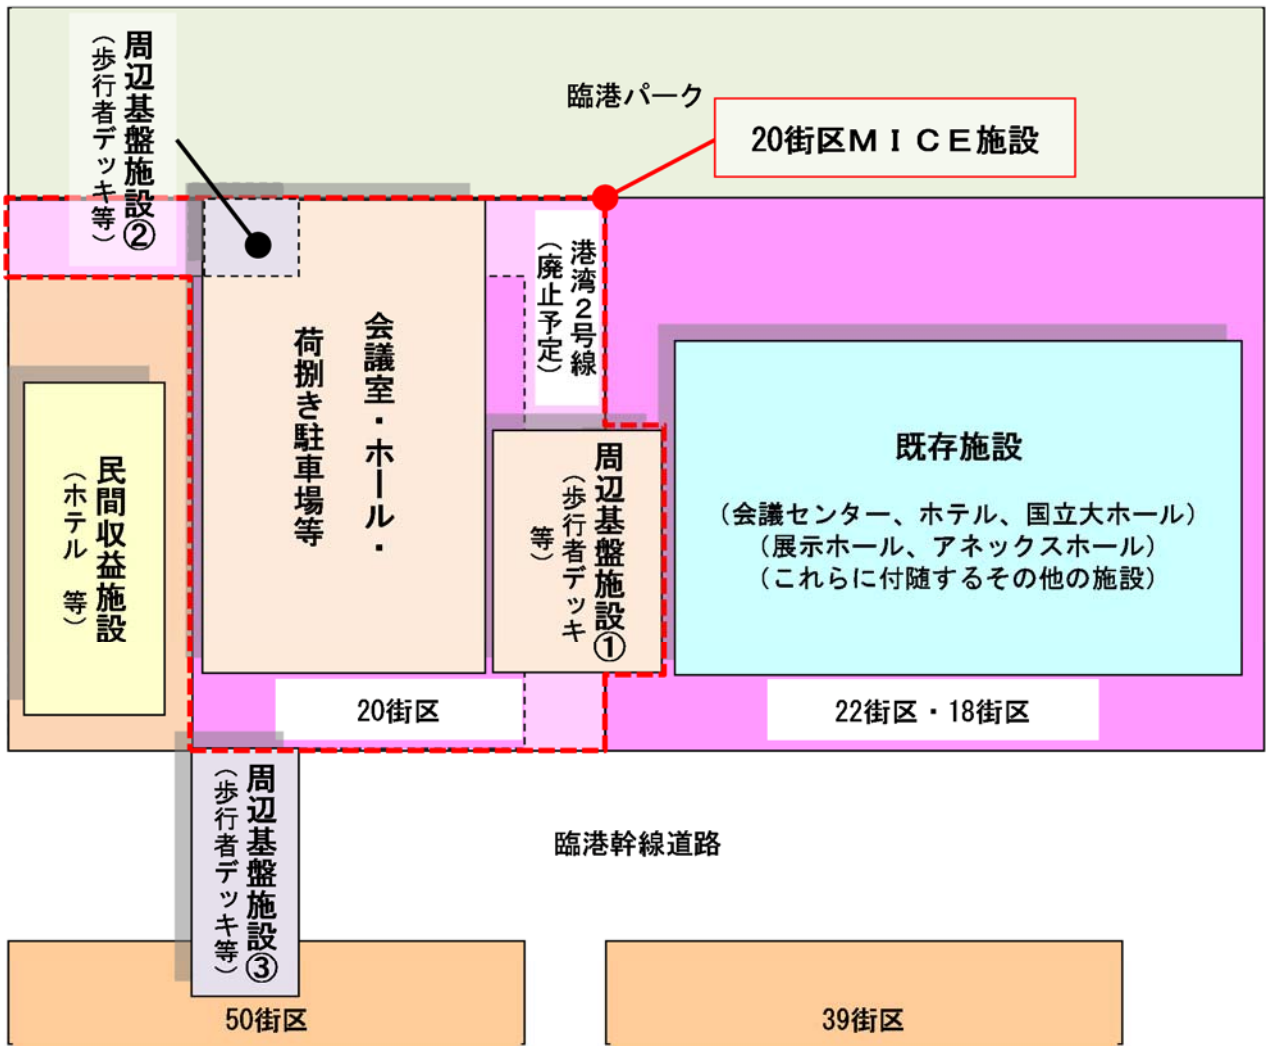 周辺基盤施設②
（歩行者デッキ等）
臨港パーク
20街区ＭＩＣＥ施設
港湾２号線
（廃止予定）
会議室・ホール・
荷捌き駐車場等
民間収益施設
（ホテル　等）
周辺基盤施設①
（歩行者デッキ
等）
既存施設
（会議センター、ホテル、国立大ホール）
（展示ホール、アネックスホール）
（これらに付随するその他の施設）
20街区
22街区・18街区
周辺基盤施設③
（歩行者デッキ等）
臨港幹線道路
50街区
39街区